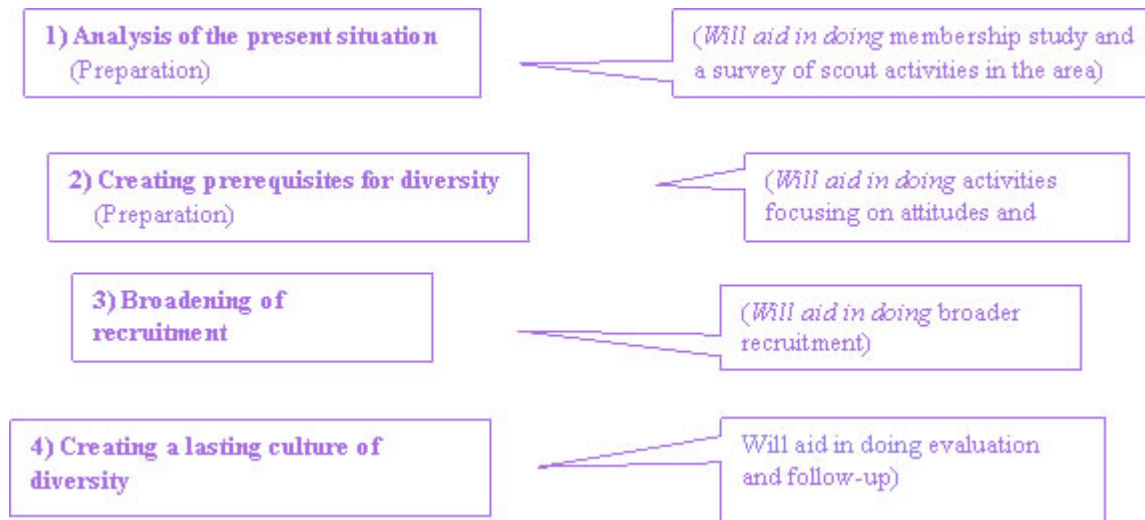 1) Analysis of the present situation
(Preparation)
(Will aid in doing membership study and
a survey of scout activities in the area)
2) Creating prerequisites for diversity
(Preparation)
(Will aid in doing activities
focusing on attitudes and
3) Broadening of
recruitment
(Will aid in doing broader
recruitment)
4) Creating a lasting culture of
diversity
Will aid in doing evaluation
and follow-up)